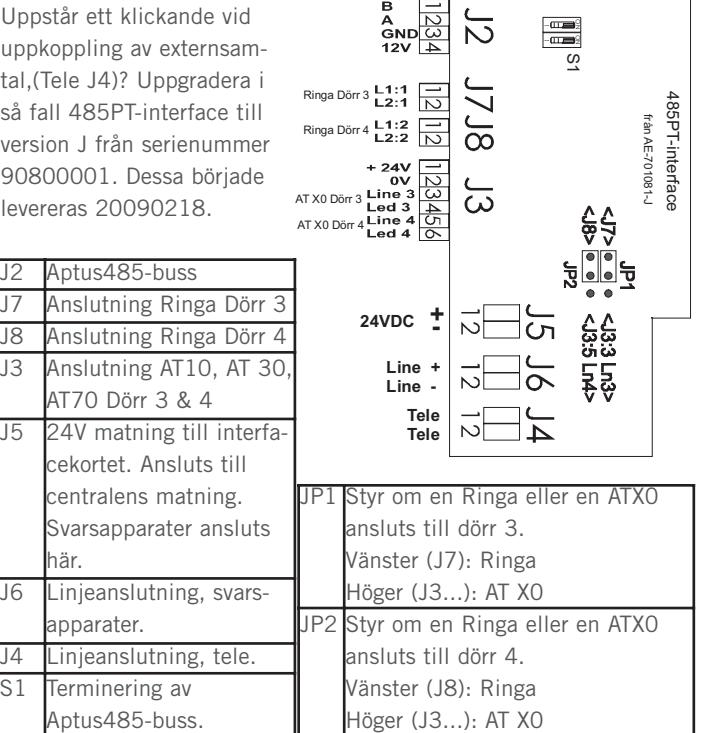 Uppstår ett klickande vid
uppkoppling av externsam-
tal,(Tele J4)? Uppgradera i
så fall 485PT-interface till
version J från serienummer
90800001. Dessa började
levereras 20090218.
B 1
A 2
GND 3
12V 4
J2
S1
Ringa Dörr 3 L1:1 1
L2:1 2
J7
Ringa Dörr 4 L1:2 1
L2:2 2
J8
+ 24V 1
0V 2
AT X0 Dörr 3 Line 3 3
Led 3 4
AT X0 Dörr 4 Line 4 5
Led 4 6
J3
485PT-interface
från AE-701081-J
<J7>
<J8>
JP1
JP2
<J3:3 Ln3>
<J3:5 Ln4>
24VDC + 1
- 2
J5
Line + 1
Line - 2
J6
Tele 1
Tele 2
J4
J2 Aptus485-buss
J7 Anslutning Ringa Dörr 3
J8 Anslutning Ringa Dörr 4
J3 Anslutning AT10, AT 30,
AT70 Dörr 3 & 4
J5 24V matning till interfa-
cekortet. Ansluts till
centralens matning.
Svarsapparater ansluts
här.
J6 Linjeanslutning, svars-
apparater.
J4 Linjeanslutning, tele.
S1 Terminering av
Aptus485-buss.
JP1 Styr om en Ringa eller en ATX0
ansluts till dörr 3.
Vänster (J7): Ringa
Höger (J3...): AT X0
JP2 Styr om en Ringa eller en ATX0
ansluts till dörr 4.
Vänster (J8): Ringa
Höger (J3...): AT X0